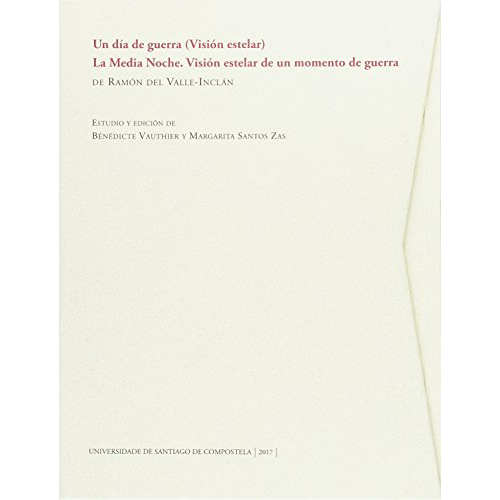 Un día de guerra (Visión estelar)
La Media Noche. Visión estelar de un momento de guerra
de Ramón del Valle-Inclán
Estudio y edición de
Bénédicte Vauthier y Margarita Santos Zas
UNIVERSIDADE DE SANTIAGO DE COMPOSTELA | 2017 |